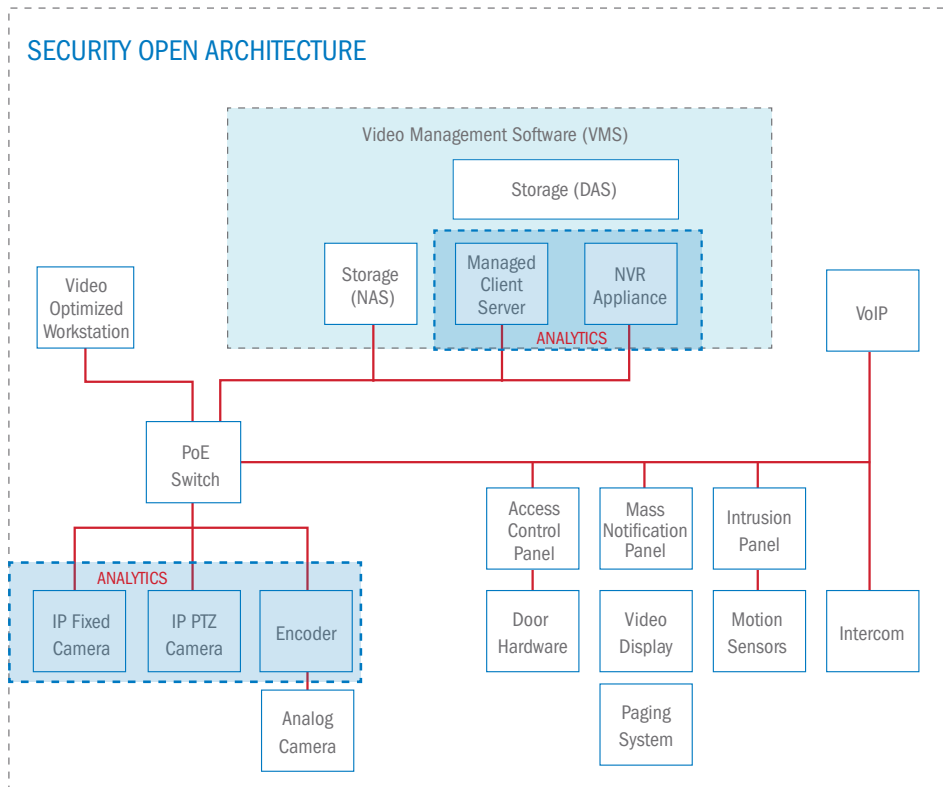 SECURITY OPEN ARCHITECTURE
Video Management Software (VMS)
Storage (DAS)
Storage
(NAS)
Managed
Client
Server
NVR
Appliance
ANALYTICS
Video
Optimized
Workstation
VoIP
PoE
Switch
Access
Control
Panel
Mass
Notification
Panel
Intrusion
Panel
ANALYTICS
IP Fixed
Camera
IP PTZ
Camera
Encoder
Door
Hardware
Video
Display
Motion
Sensors
Intercom
Analog
Camera
Paging
System